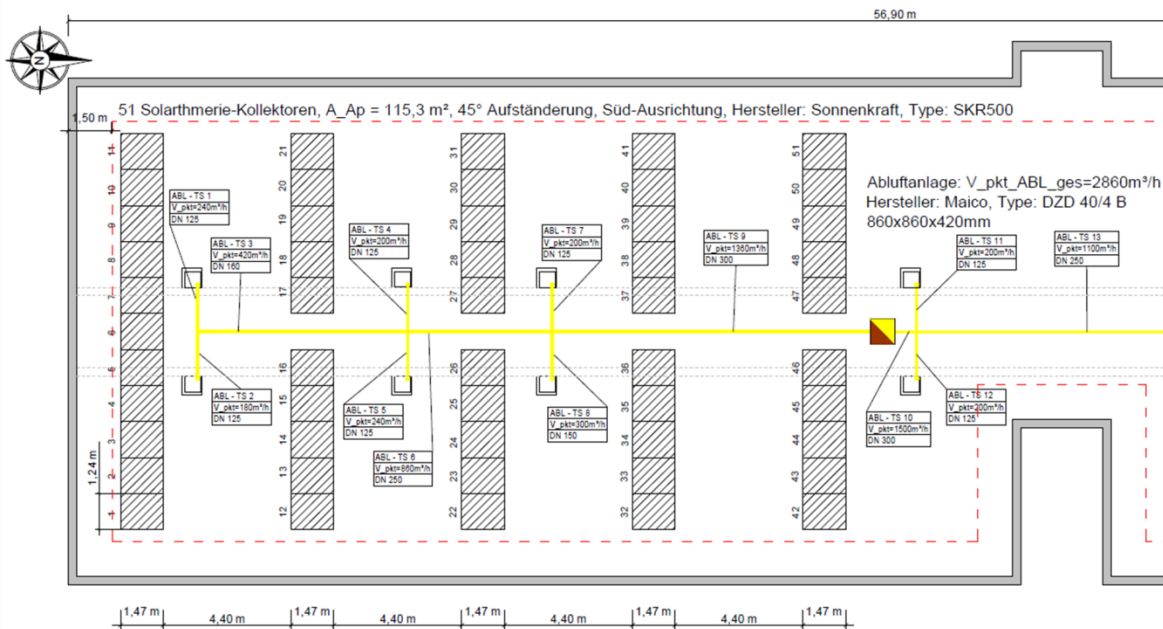 56,90 m
N
51 Solarthmerie-Kollektoren, A_Ap = 115,3 m², 45° Aufständerung, Süd-Ausrichtung, Hersteller: Sonnenkraft, Type: SKR500
1,50 m
Abluftanlage: V_pkt_ABL_ges=2860m³/h
Hersteller: Maico, Type: DZD 40/4 B
860x860x420mm
ABL - TS 1
V_pkt=240m³/h
DN 125
ABL - TS 3
V_pkt=420m³/h
DN 160
ABL - TS 4
V_pkt=200m³/h
DN 125
ABL - TS 7
V_pkt=200m³/h
DN 125
ABL - TS 9
V_pkt=1360m³/h
DN 300
ABL - TS 11
V_pkt=200m³/h
DN 125
ABL - TS 13
V_pkt=1100m³/h
DN 250
ABL - TS 2
V_pkt=180m³/h
DN 125
ABL - TS 5
V_pkt=240m³/h
DN 125
ABL - TS 6
V_pkt=860m³/h
DN 250
ABL - TS 8
V_pkt=300m³/h
DN 150
ABL - TS 10
V_pkt=1500m³/h
DN 300
ABL - TS 12
V_pkt=200m³/h
DN 125
11
10
9
8
7
6
5
4
3
2
1
21
20
19
18
17
16
15
14
13
12
31
30
29
28
27
26
25
24
23
22
41
40
39
38
37
36
35
34
33
32
51
50
49
48
47
46
45
44
43
42
1,24 m
1,47 m
4,40 m
1,47 m
4,40 m
1,47 m
4,40 m
1,47 m
4,40 m
1,47 m